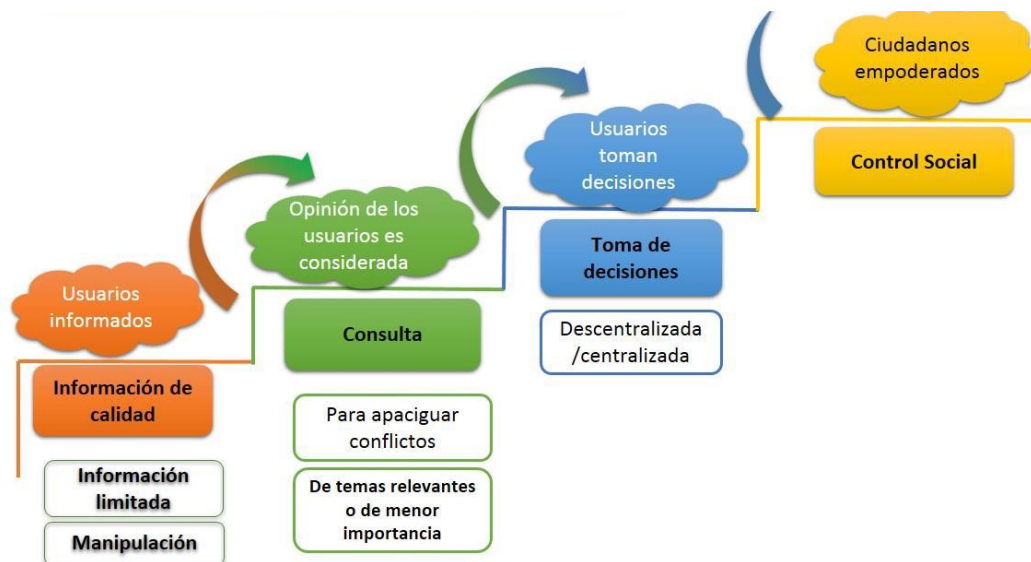 Usuarios
informados
Información de
calidad
Información
limitada
Manipulación
Opinión de los
usuarios es
considerada
Consulta
Para apaciguar
conflictos
De temas relevantes
o de menor
importancia
Usuarios
toman
decisiones
Toma de
decisiones
Descentralizada
/centralizada
Ciudadanos
empoderados
Control Social